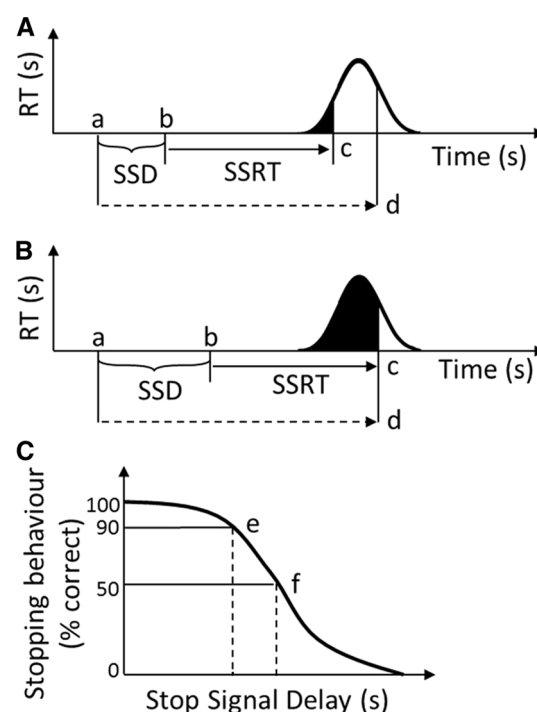 A
RT (s)
a
b
SSD
SSRT
c
Time (s)
d
B
RT (s)
a
b
SSD
SSRT
c
Time (s)
d
C
Stopping behaviour
(% correct)
100
90
50
0
e
f
Stop Signal Delay (s)